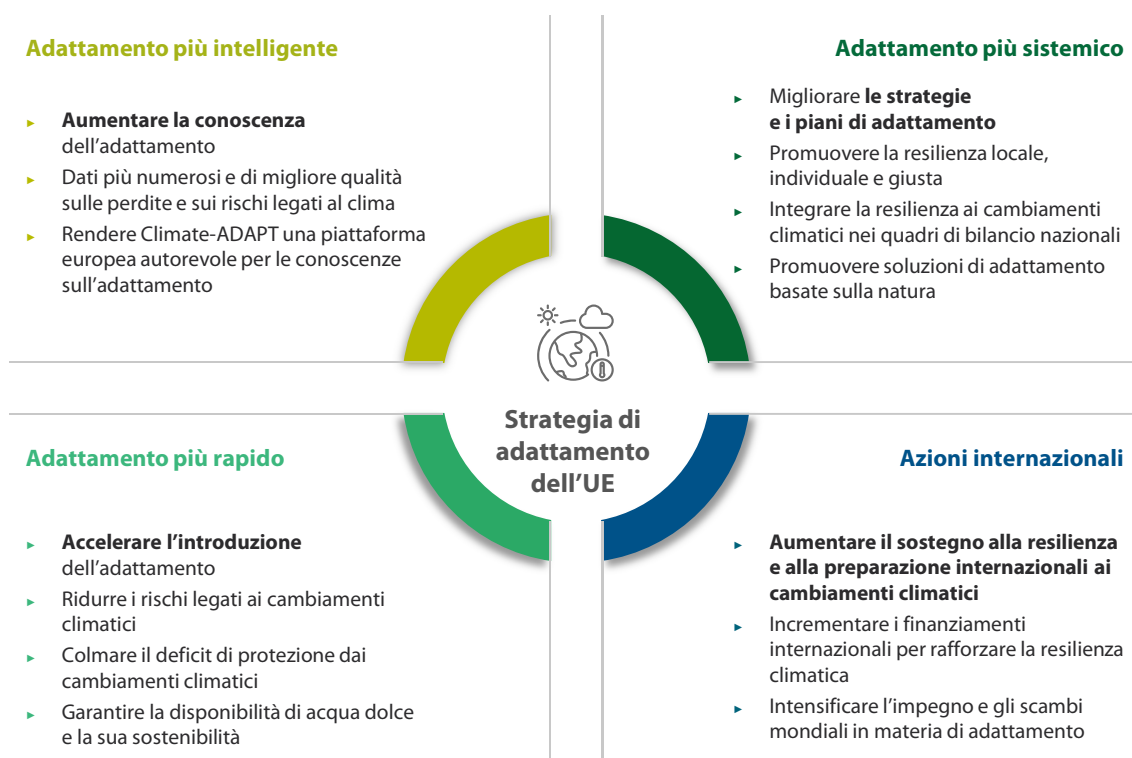 Adattamento più intelligente
► Aumentare la conoscenza
dell'adattamento
► Dati più numerosi e di migliore qualità
sulle perdite e sui rischi legati al clima
► Rendere Climate-ADAPT una piattaforma
europea autorevole per le conoscenze
sull'adattamento
Adattamento più sistemico
► Migliorare le strategie
e i piani di adattamento
► Promuovere la resilienza locale,
individuale e giusta
► Integrare la resilienza ai cambiamenti
climatici nei quadri di bilancio nazionali
► Promuovere soluzioni di adattamento
basate sulla natura
Strategia di
adattamento
dell'UE
Adattamento più rapido
► Accelerare l'introduzione
dell'adattamento
► Ridurre i rischi legati ai cambiamenti
climatici
► Colmare il deficit di protezione dai
cambiamenti climatici
► Garantire la disponibilità di acqua dolce
e la sua sostenibilità
Azioni internazionali
► Aumentare il sostegno alla resilienza
e alla preparazione internazionali ai
cambiamenti climatici
► Incrementare i finanziamenti
internazionali per rafforzare la resilienza
climatica
► Intensificare l'impegno e gli scambi
mondiali in materia di adattamento